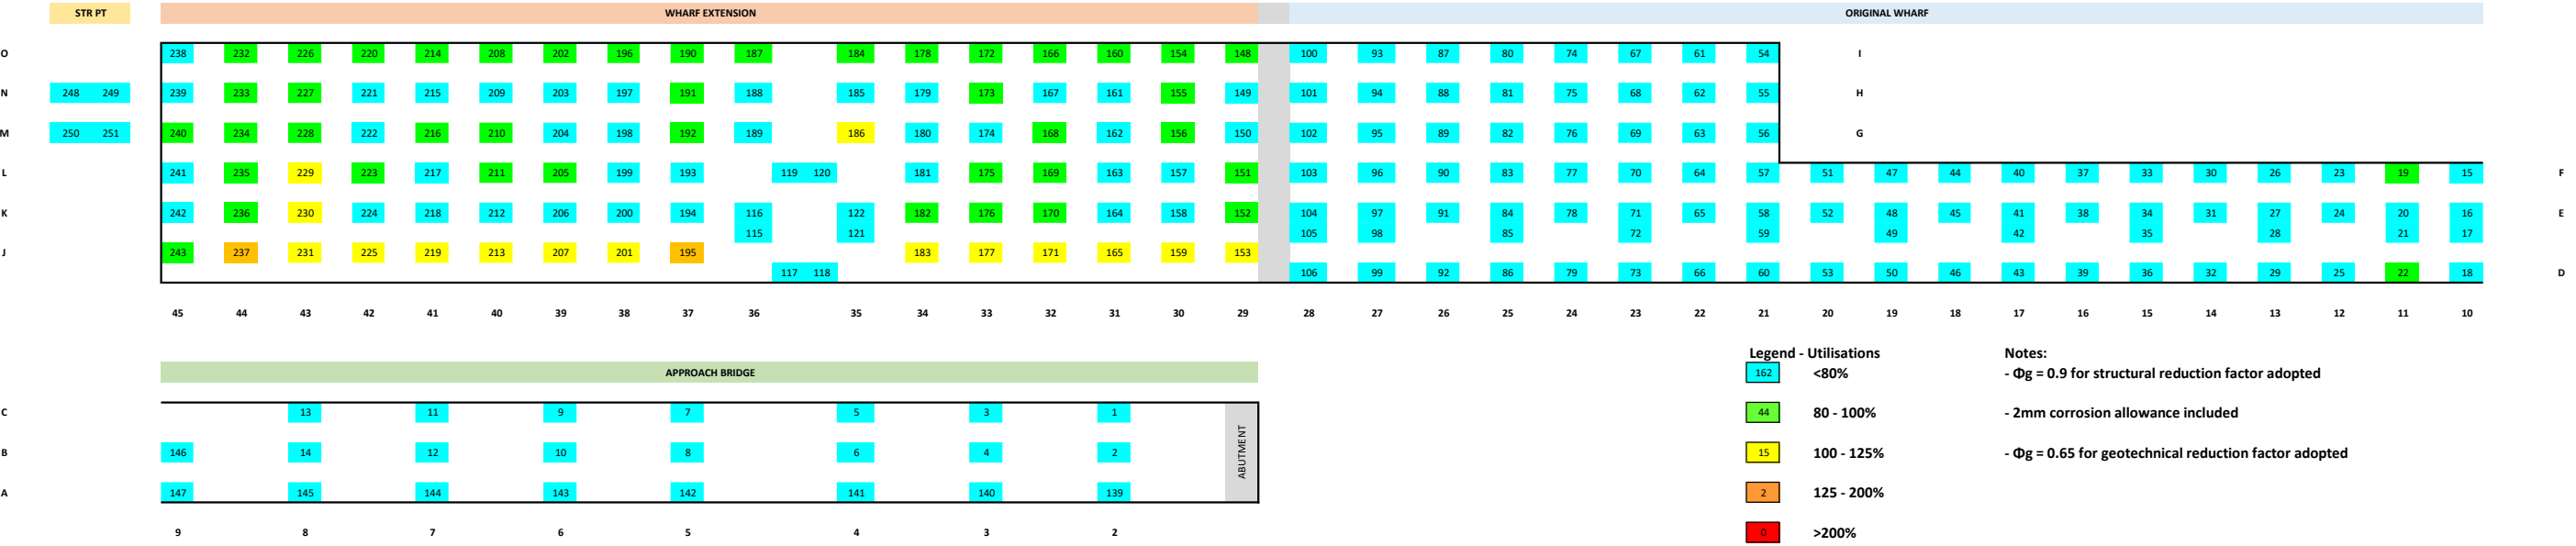 STR PT WHARF EXTENSION ORIGINAL WHARF
O 238 232 226 220 214 208 202 196 190 187 184 178 172 166 160 154 148 100 93 87 80 74 67 61 54 I
N 248 249 239 233 227 221 215 209 203 197 191 188 185 179 173 167 161 155 149 101 94 88 81 75 68 62 55 H
M 250 251 240 234 228 222 216 210 204 198 192 189 186 180 174 168 162 156 150 102 95 89 82 76 69 63 56 G
L 241 235 229 223 217 211 205 199 193 119 120 181 175 169 163 157 151 103 96 90 83 77 70 64 57 51 47 44 40 37 33 30 26 23 19 15 F
K 242 236 230 224 218 212 206 200 194 116 122 182 176 170 164 158 152 104 97 91 84 78 71 65 58 52 48 45 41 38 34 31 27 24 20 16 E
115 121 105 98 85 72 59 49 42 35 28 21 17
J 243 237 231 225 219 213 207 201 195 183 177 171 165 159 153
117 118 106 99 92 86 79 73 66 60 53 50 46 43 39 36 32 29 25 22 18 D
45 44 43 42 41 40 39 38 37 36 35 34 33 32 31 30 29 28 27 26 25 24 23 22 21 20 19 18 17 16 15 14 13 12 11 10
APPROACH BRIDGE
C 13 11 9 7 5 3 1
B 146 14 12 10 8 6 4 2
A 147 145 144 143 142 141 140 139
ABUTMENT
9 8 7 6 5 4 3 2
Legend - Utilisations
162 <80%
44 80 - 100%
15 100 - 125%
2 125 - 200%
0 >200%
Notes:
- Φg = 0.9 for structural reduction factor adopted
- 2mm corrosion allowance included
- Φg = 0.65 for geotechnical reduction factor adopted